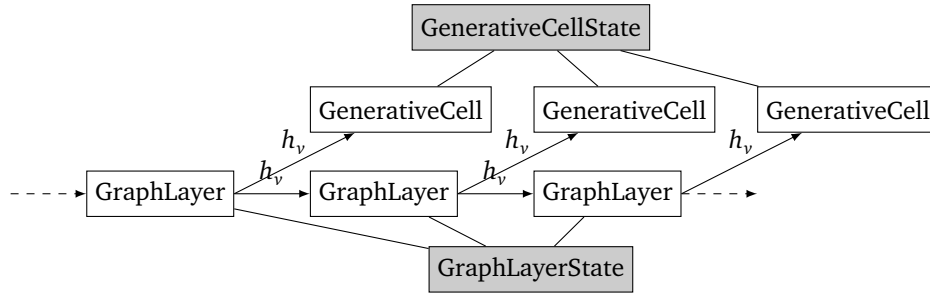 GenerativeCellState
GenerativeCell GenerativeCell GenerativeCell
h_v h_v h_v
h_v h_v
GraphLayer GraphLayer GraphLayer
GraphLayerState